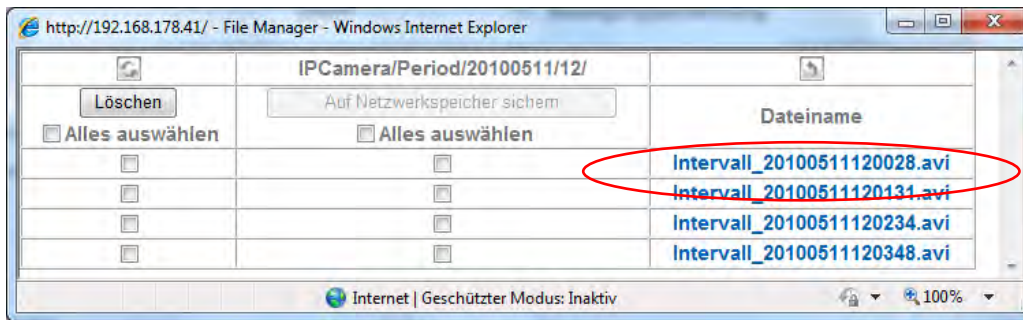 http://192.168.178.41/ - File Manager - Windows Internet Explorer
IPCamera/Period/20100511/12/
Löschen
Auf Netzwerkspeicher sichern
Dateiname
Alles auswählen
Alles auswählen
Intervall_20100511120028.avi
Intervall_20100511120131.avi
Intervall_20100511120234.avi
Intervall_20100511120348.avi
Internet | Geschützter Modus: Inaktiv
100%